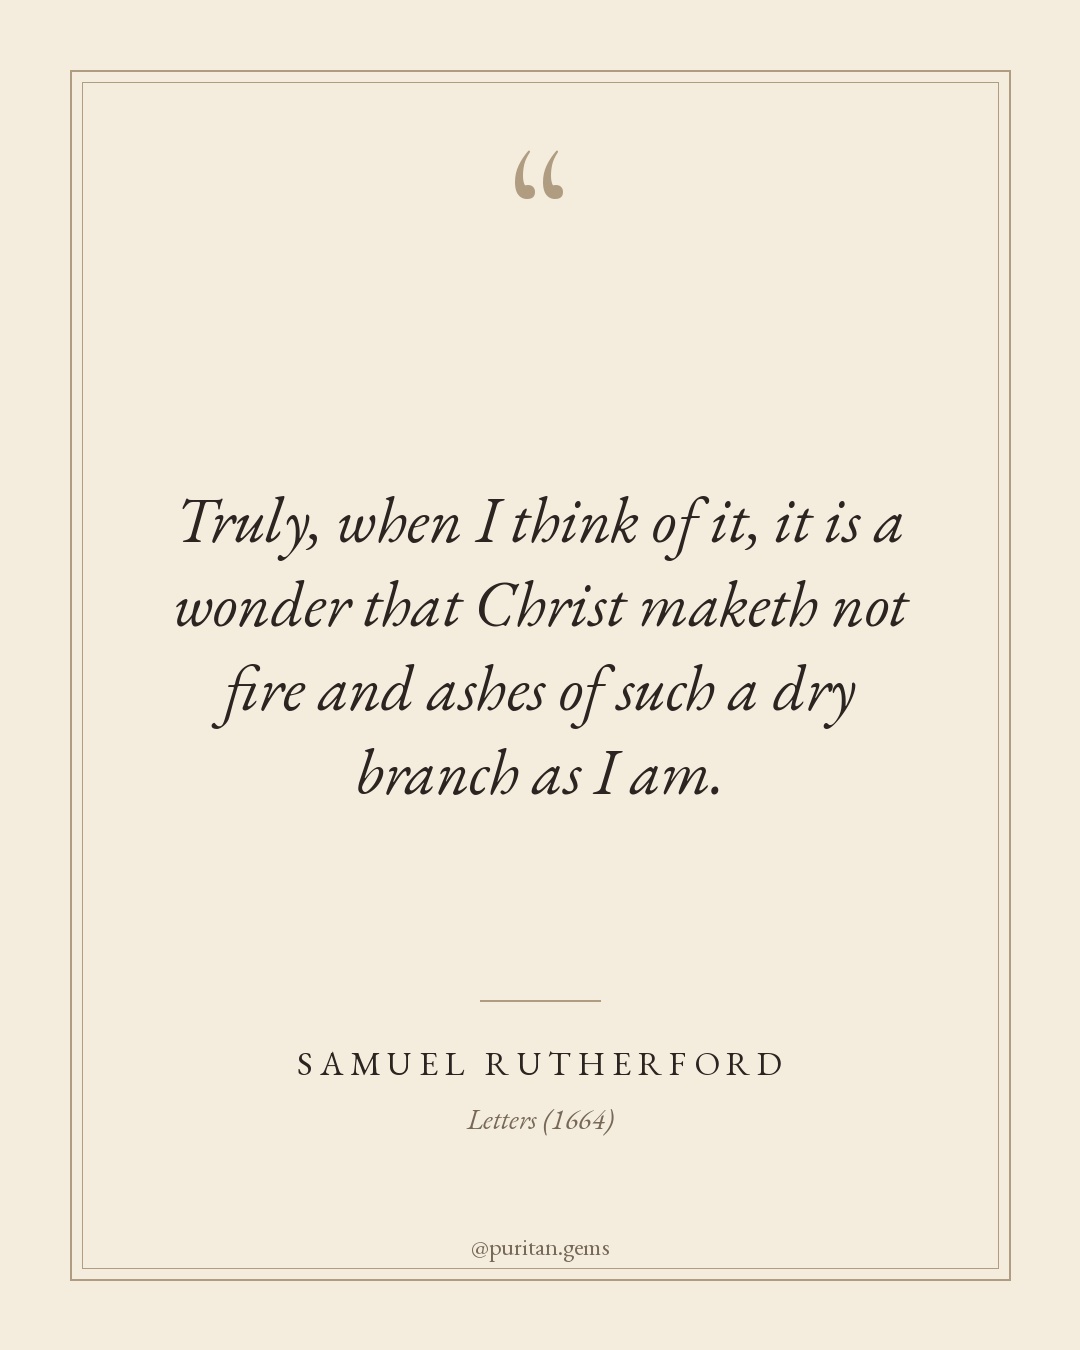 “
Truly, when I think of it, it is a
wonder that Christ maketh not
fire and ashes of such a dry
branch as I am.
SAMUEL RUTHERFORD
Letters (1664)
@puritan.gems